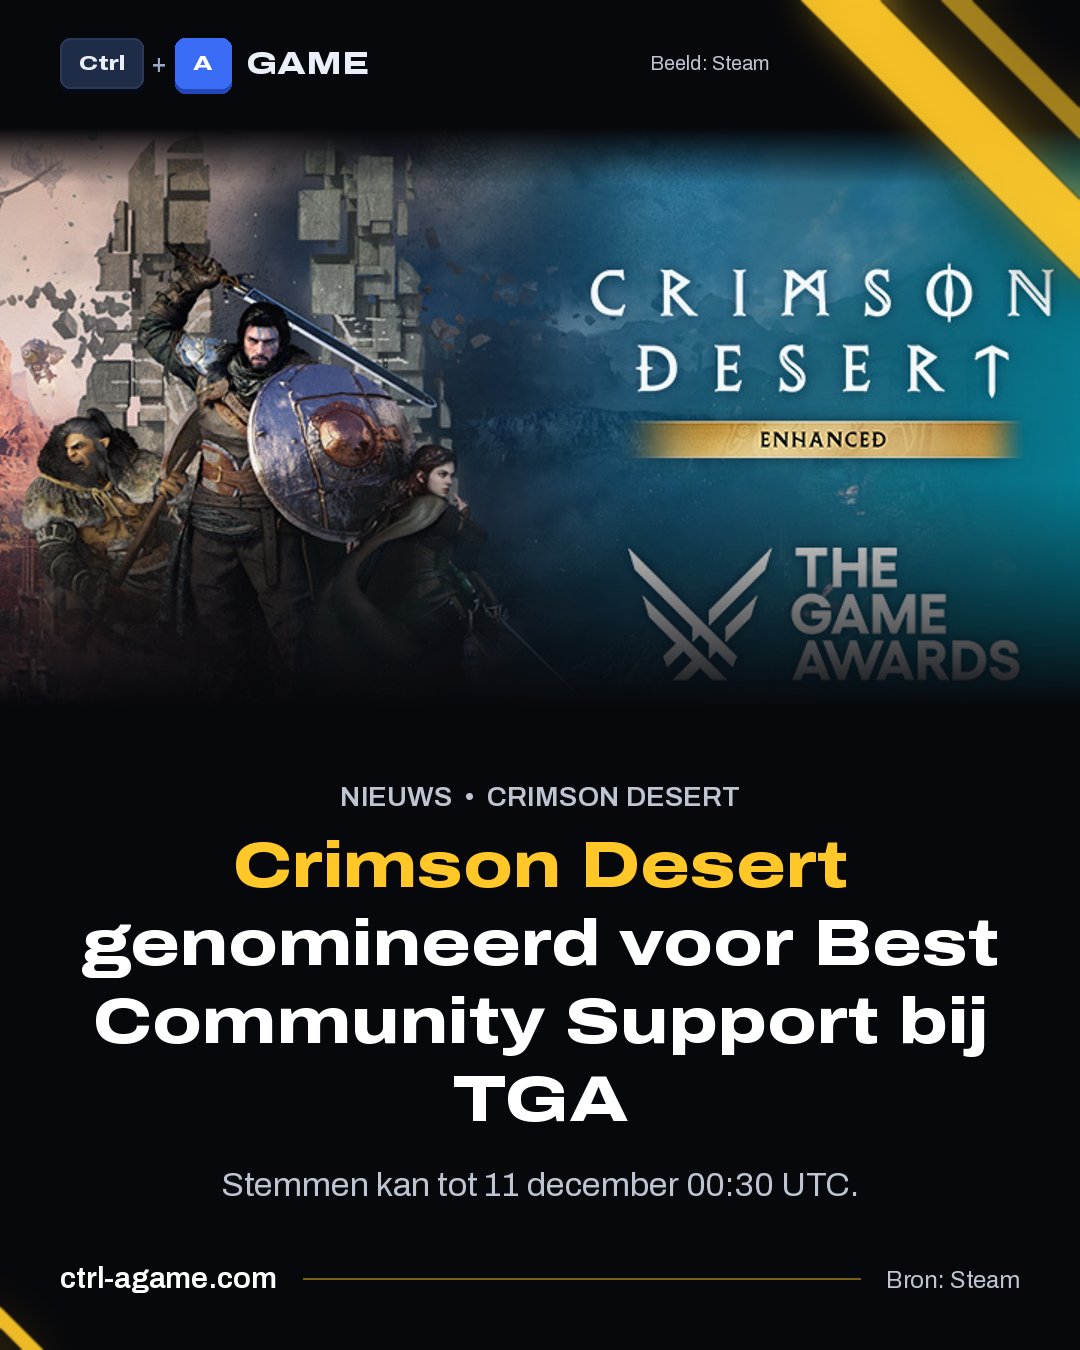 Ctrl + A GAME
Beeld: Steam
CRIMSON
DESERT
ENHANCED
THE
GAME
AWARDS
NIEUWS • CRIMSON DESERT
Crimson Desert
genomineerd voor Best
Community Support bij
TGA
Stemmen kan tot 11 december 00:30 UTC.
ctrl-agame.com
Bron: Steam